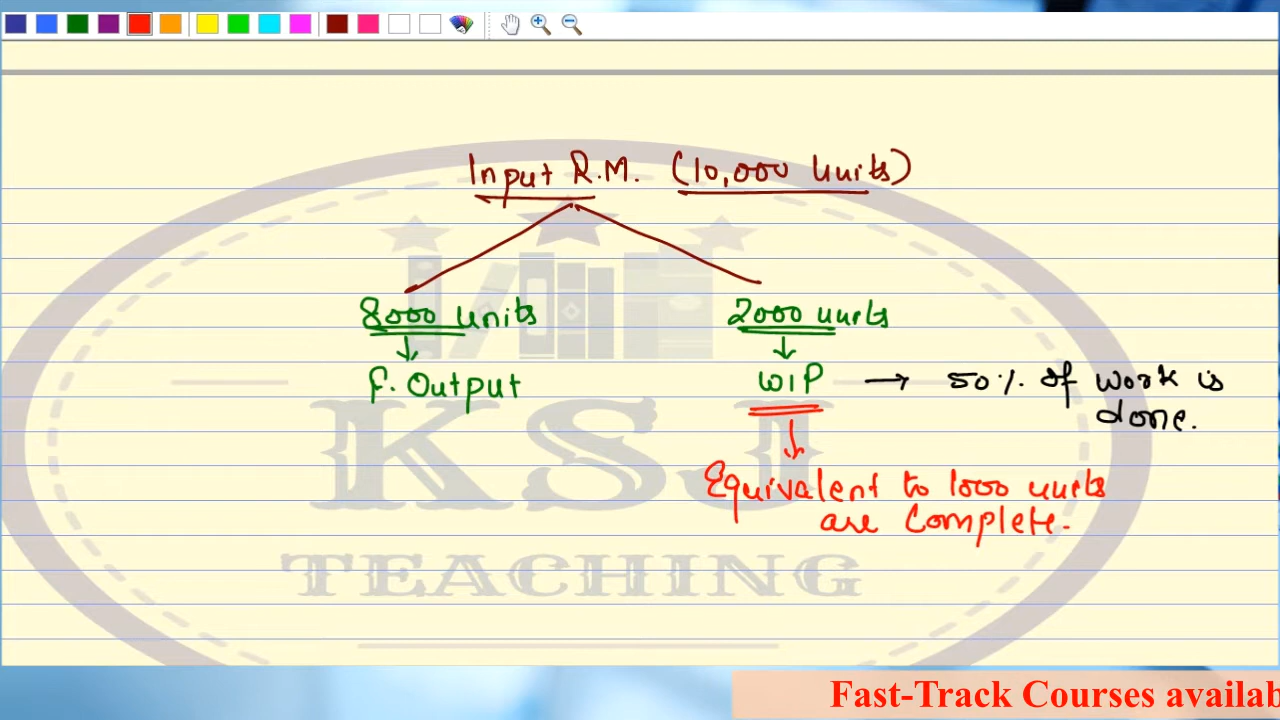 Input R.M. (10,000 Units)
8000 Units
2000 units
F. Output
WIP → 50% of work is
done.
Equivalent to 1000 units
are Complete.
KSJ
TEACHING
Fast-Track Courses availab